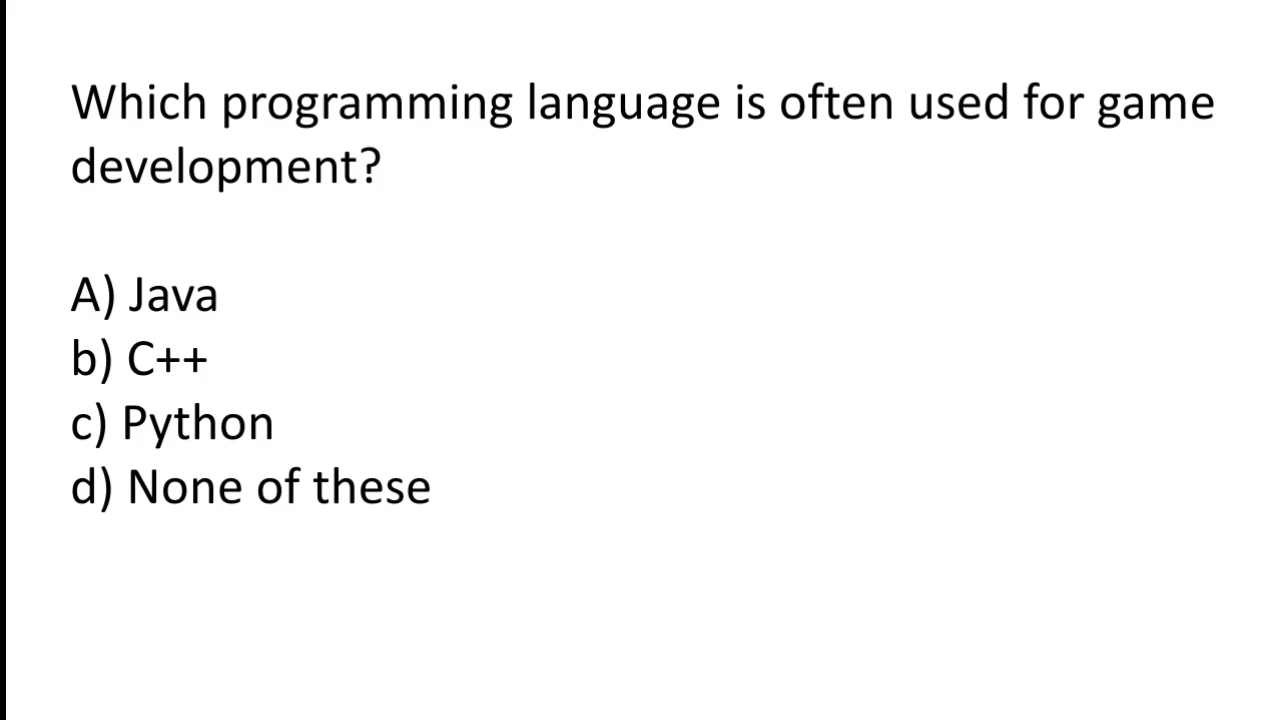 Which programming language is often used for game
development?
A) Java
b) C++
c) Python
d) None of these